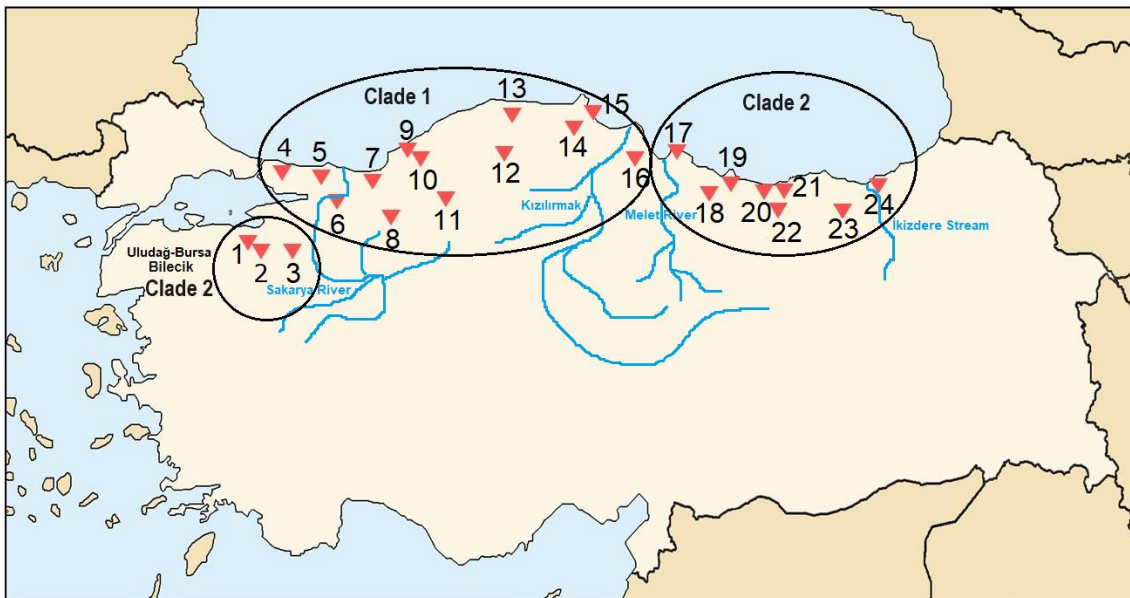 13
Clade 1
15
Clade 2
9
17
4
5
7
14
19
10
12
16
21
11
6
Kızılırmak
18
20
24
8
Melet River
22
23
İkizdere Stream
Uludağ-Bursa
1
Bilecik
2
3
Clade 2
Sakarya River